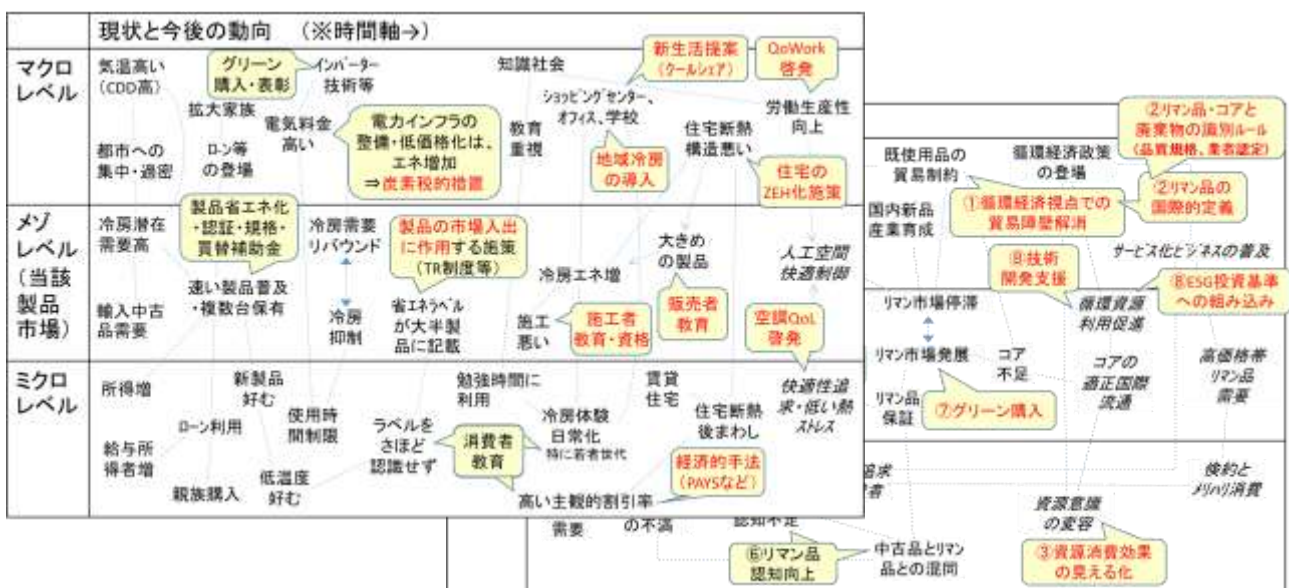 現状と今後の動向　（※時間軸→）
マクロ
レベル
気温高い
（CDD高）
グリーン
購入・表彰
インバーター
技術等
知識社会
新生活提案
（クールシェア）
QoWork
啓発
拡大家族
電気料金
高い
電力インフラの
整備・低価格化は、
エネ増加
⇒炭素税的措置
教育
重視
ショッピングセンター、
オフィス、学校
住宅断熱
構造悪い
労働生産性
向上
都市への
集中・過密
ローン等
の登場
地域冷房
の導入
住宅の
ZEH化施策
メゾ
レベル
（当該
製品
市場）
冷房潜在
需要高
製品省エネ化
・認証・規格・
買替補助金
冷房需要
リバウンド
製品の市場入出
に作用する施策
（TR制度等）
冷房エネ増
大きめ
の製品
人工空間
快適制御
輸入中古
品需要
速い製品普及
・複数台保有
冷房
抑制
省エネラベル
が大半製
品に記載
施工
悪い
施工者
教育・資格
販売者
教育
空調QoL
啓発
ミクロ
レベル
所得増
新製品
好む
勉強時間に
利用
賃貸
住宅
快適性追
求・低い熱
ストレス
ローン利用
使用時
間制限
ラベルを
さほど
認識せず
消費者
教育
冷房体験
日常化
特に若者世代
住宅断熱
後まわし
給与所
得者増
親族購入
低温度
好む
高い主観的割引率
経済的手法
（PAYSなど）
既使用品の
貿易制約
循環経済政策
の登場
②リマン品・コアと
廃棄物の識別ルール
（品質規格、業者認定）
①循環経済視点での
貿易障壁解消
②リマン品の
国際的定義
国内新品
産業育成
サービス化ビジネスの普及
⑨技術
開発支援
⑧ESG投資基準
への組み込み
リマン市場停滞
循環資源
利用促進
リマン市場発展
コア
不足
コアの
適正国際
流通
高価格帯
リマン品
需要
リマン品
保証
⑦グリーン購入
追求
者
倹約と
メリハリ消費
資源意識
の変容
③資源消費効果
の見える化
需要
の不満
認知不足
⑥リマン品
認知向上
中古品とリマン
品との混同